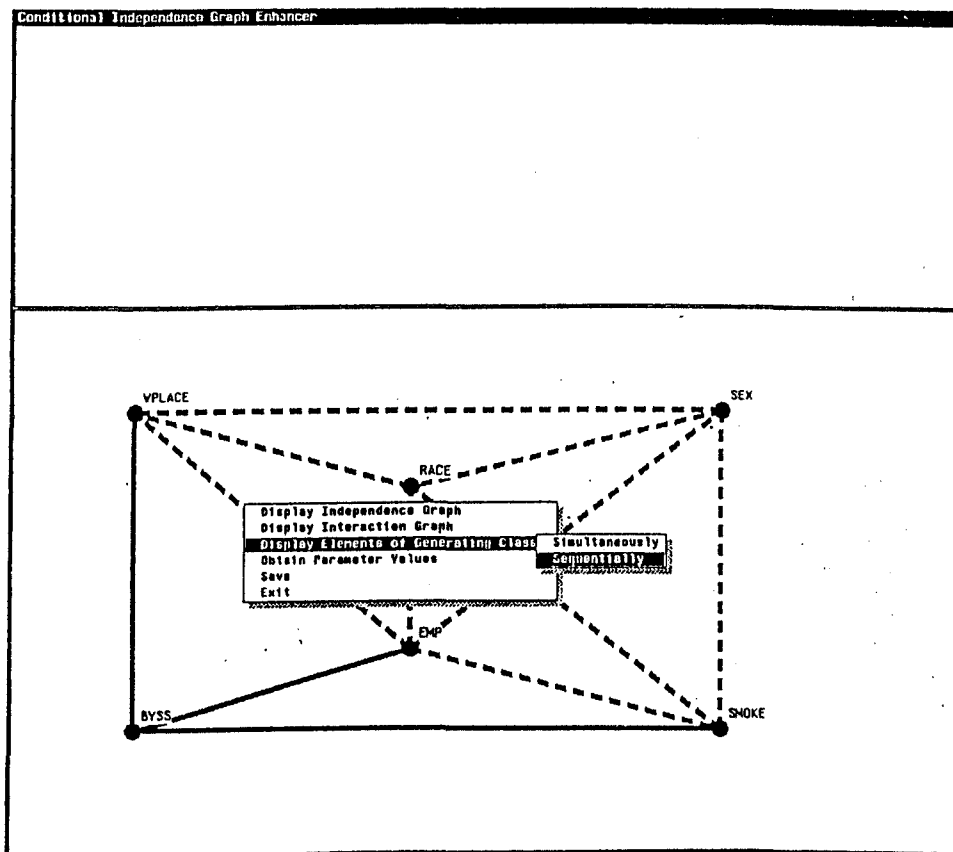 Conditional Independence Graph Enhancer
WPLACE
SEX
RACE
Display Independence Graph
Display Interaction Graph
Display Elements of Generating Class
Simultaneously
Sequentially
Obtain Parameter Values
Save
Exit
EMP
BYSS
SMOKE